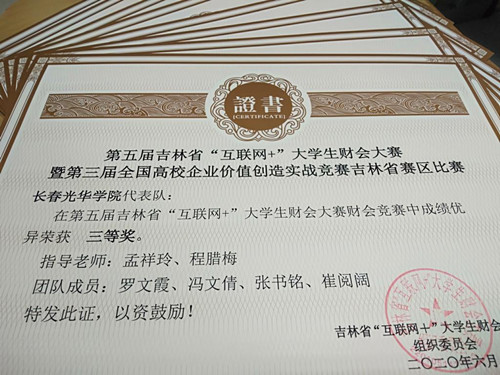 證書
[CERTIFICATE]
第五届吉林省“互联网+”大学生财会大赛
暨第三届全国高校企业价值创造实战竞赛吉林省赛区比赛
长春光华学院代表队：
在第五届吉林省“互联网+”大学生财会大赛财会竞赛中成绩优
异荣获 三等奖。
指导老师：孟祥玲、程腊梅
团队成员：罗文霞、冯文倩、张书铭、崔阅阔
特发此证，以资鼓励！
吉林省“互联网+”大学生财会
组织委员会
二〇二〇年六月